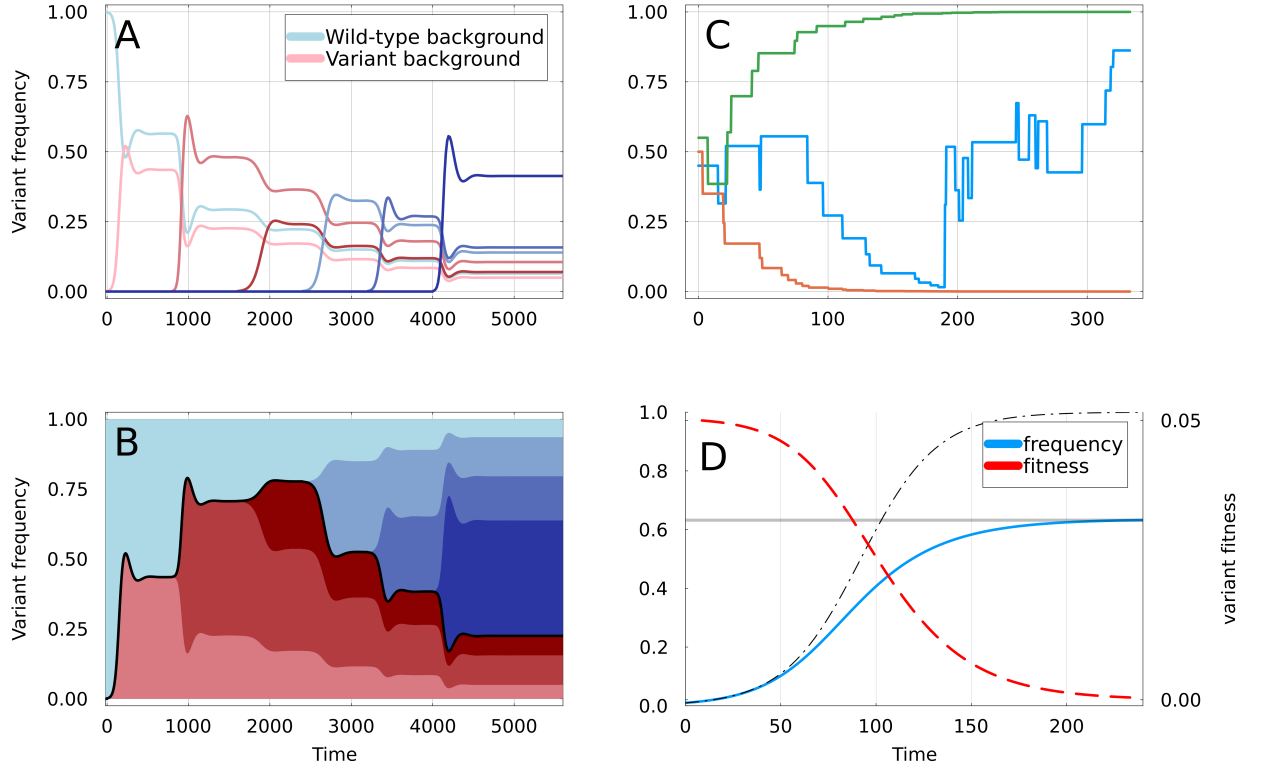 A
Wild-type background
Variant background
Variant frequency
1.00
0.75
0.50
0.25
0.00
0 1000 2000 3000 4000 5000
C
1.00
0.75
0.50
0.25
0.00
0 100 200 300
B
Variant frequency
1.00
0.75
0.50
0.25
0.00
0 1000 2000 3000 4000 5000
Time
D
frequency
fitness
1.0
0.8
0.6
0.4
0.2
0.0
0 50 100 150 200
Time
0.05
0.00
variant fitness